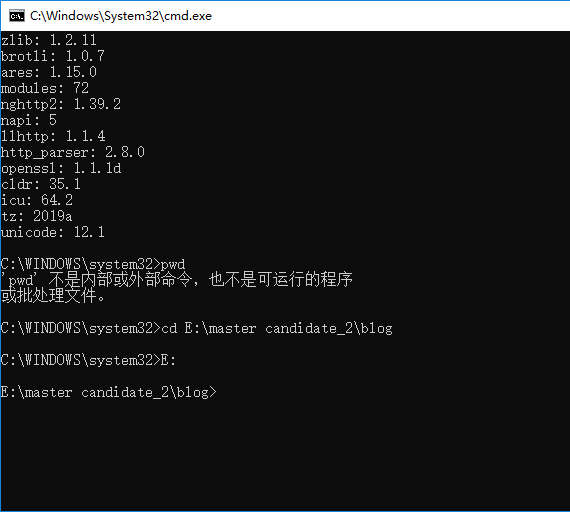 C:\Windows\System32\cmd.exe
zlib: 1.2.11
brotli: 1.0.7
ares: 1.15.0
modules: 72
nghttp2: 1.39.2
napi: 5
llhttp: 1.1.4
http_parser: 2.8.0
openssl: 1.1.1d
cldr: 35.1
icu: 64.2
tz: 2019a
unicode: 12.1
C:\WINDOWS\system32>pwd
'pwd' 不是内部或外部命令，也不是可运行的程序
或批处理文件。
C:\WINDOWS\system32>cd E:\master candidate_2\blog
C:\WINDOWS\system32>E:
E:\master candidate_2\blog>